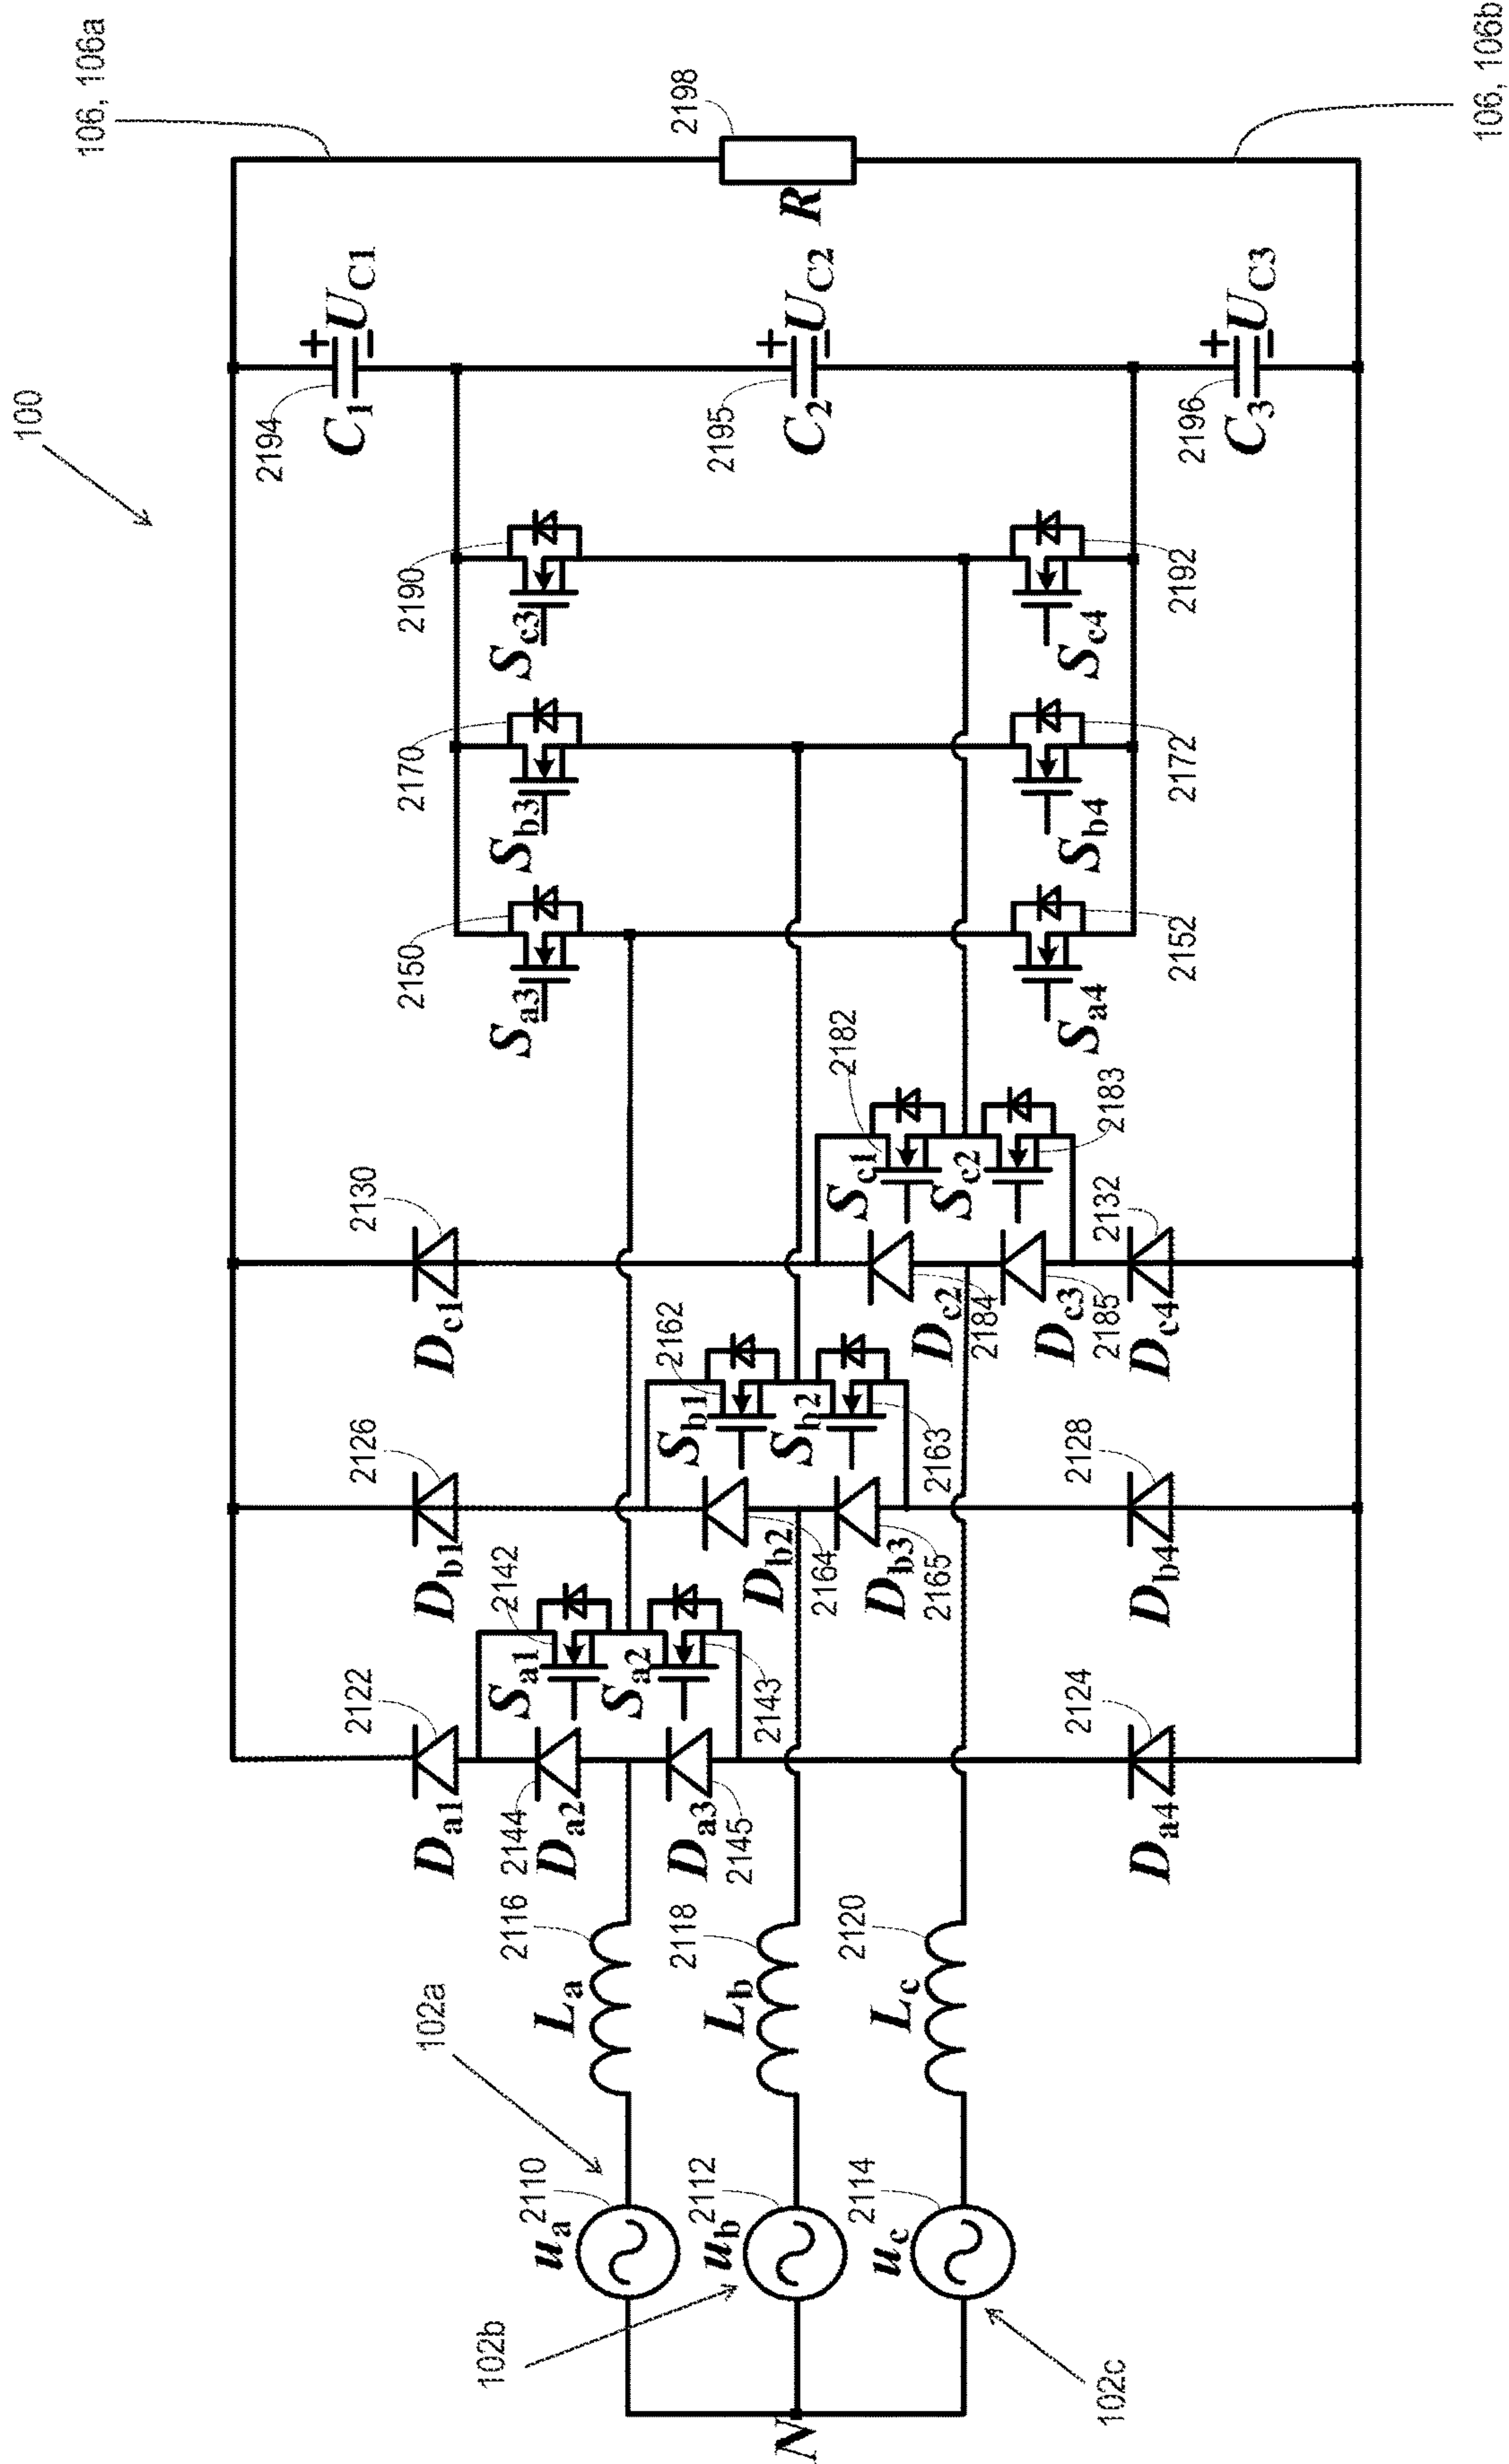 100
106, 106a
106, 106b
102a
102b
102c
N
ua
2110
ub
2112
uc
2114
La
2116
Lb
2118
Lc
2120
Da1
2122
2144
Da2
Da3
2145
Da4
2124
Sa1
2142
Sa2
2143
Db1
2126
Db2
2164
Db3
2165
Db4
2128
Sb1
2162
Sb2
2163
Dc1
2130
Dc2
2184
Dc3
2185
Dc4
2132
Sc1
2182
Sc2
2183
Sa3
2150
Sa4
2152
Sb3
2170
Sb4
2172
Sc3
2190
Sc4
2192
2194
C1
+
UC1
−
2195
C2
+
UC2
−
2196
C3
+
UC3
−
R
2198